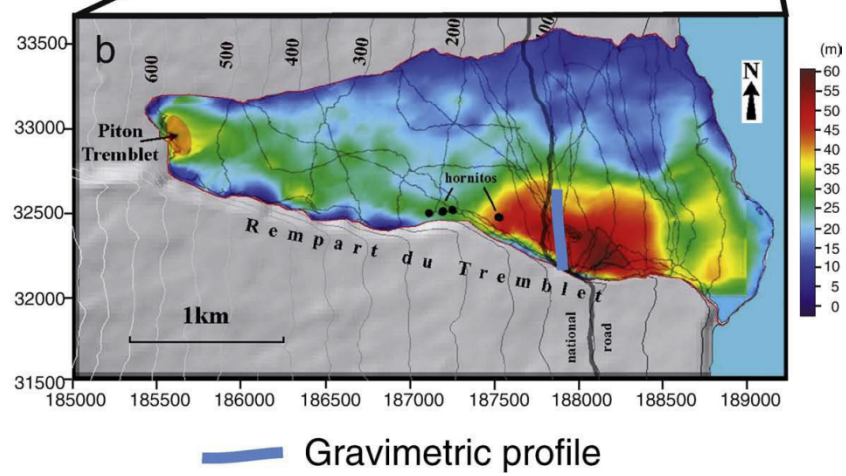 b
600
500
400
300
200
100
N
(m)
60
55
50
45
40
35
30
25
20
15
10
5
0
33500
33000
32500
32000
31500
Piton
Tremblet
hornitos
Rempart du Tremblet
1km
national
road
185000 185500 186000 186500 187000 187500 188000 188500 189000
Gravimetric profile